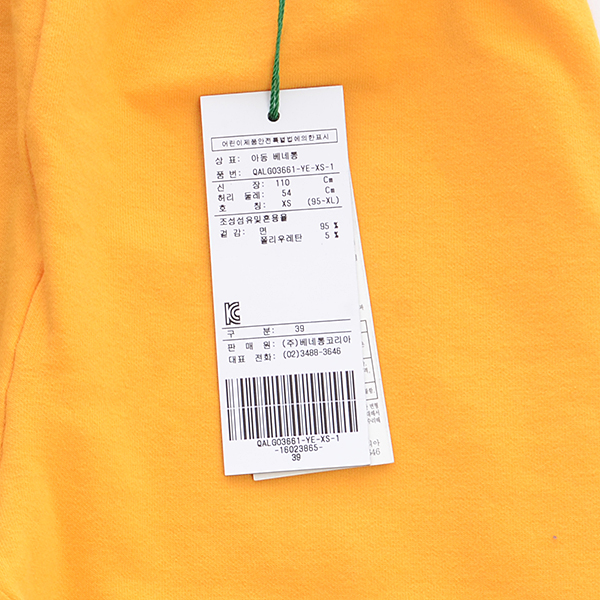 어린이제품안전특별법에의한표시
상 표: 아동 베네통
품 번: QALG03661-YE-XS-1
신 장: 110 Cm
허리 둘레: 54 Cm
호 칭: XS (95-XL)
조성섬유및혼용율
겉 감: 면 95 %
폴리우레탄 5 %
KC
구 분: 39
판 매 원: (주)베네통코리아
대표 전화: (02)3488-3646
QALG03661-YE-XS-1
-16023865-
39